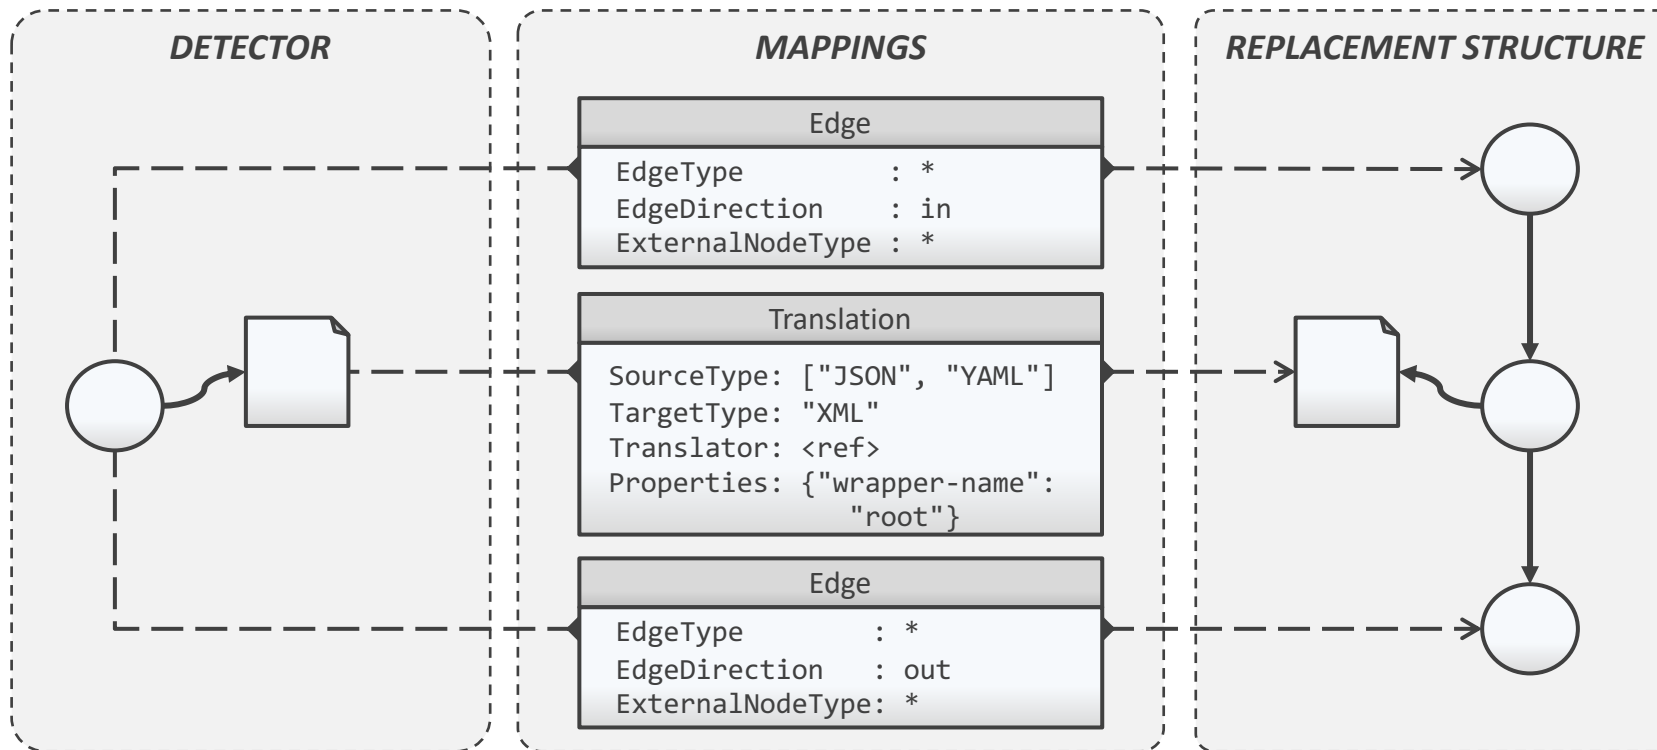 DETECTOR
MAPPINGS
REPLACEMENT STRUCTURE
Edge
EdgeType : *
EdgeDirection : in
ExternalNodeType : *
Translation
SourceType: ["JSON", "YAML"]
TargetType: "XML"
Translator: <ref>
Properties: {"wrapper-name":
"root"}
Edge
EdgeType : *
EdgeDirection : out
ExternalNodeType: *